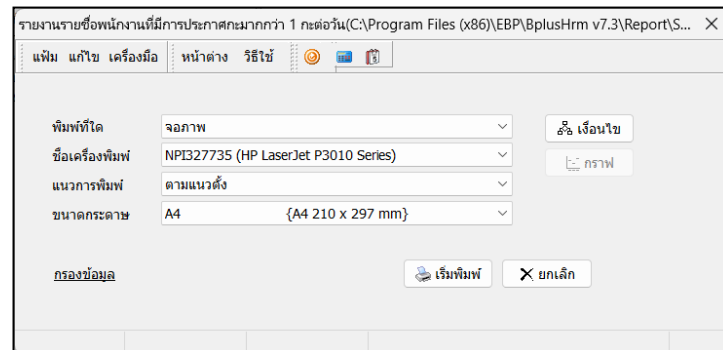 รายงานรายชื่อพนักงานที่มีการประกาศกะมากกว่า 1 กะต่อวัน(C:\Program Files (x86)\EBP\BplusHrm v7.3\Report\S...
แฟ้ม แก้ไข เครื่องมือ หน้าต่าง วิธีใช้
พิมพ์ที่ใด จอภาพ เงื่อนไข
ชื่อเครื่องพิมพ์ NPI327735 (HP LaserJet P3010 Series) กราฟ
แนวการพิมพ์ ตามแนวตั้ง
ขนาดกระดาษ A4 {A4 210 x 297 mm}
กรองข้อมูล เริ่มพิมพ์ ยกเลิก